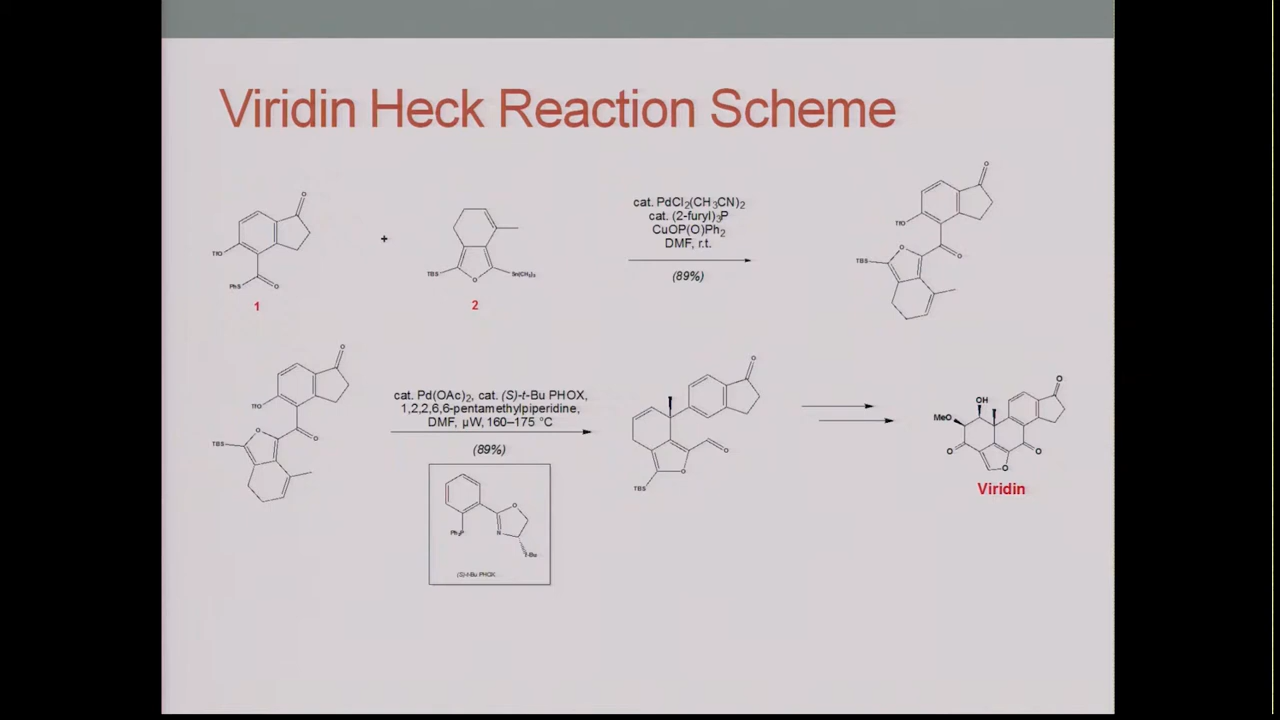 Viridin Heck Reaction Scheme
O
TfO
PhS
O
1
+
TBS
O
Sn(CH3)3
2
cat. PdCl2(CH3CN)2
cat. (2-furyl)3P
CuOP(O)Ph2
DMF, r.t.
(89%)
O
TfO
O
O
TBS
O
TfO
O
O
TBS
cat. Pd(OAc)2, cat. (S)-t-Bu PHOX,
1,2,2,6,6-pentamethylpiperidine,
DMF, µW, 160–175 °C
(89%)
O
Ph2P
N
t-Bu
(S)-t-Bu PHOX
O
O
O
TBS
O
OH
MeO
O
O
O
Viridin